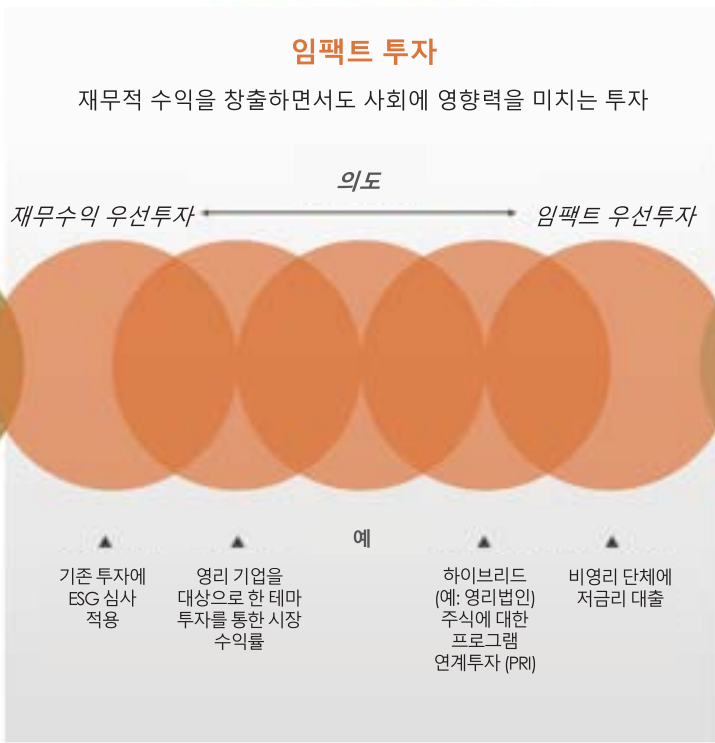 임팩트 투자
재무적 수익을 창출하면서도 사회에 영향력을 미치는 투자
의도
재무수익 우선투자
임팩트 우선투자
예
기존 투자에
ESG 심사
적용
영리 기업을
대상으로 한 테마
투자를 통한 시장
수익률
하이브리드
(예: 영리법인)
주식에 대한
프로그램
연계투자 (PRI)
비영리 단체에
저금리 대출